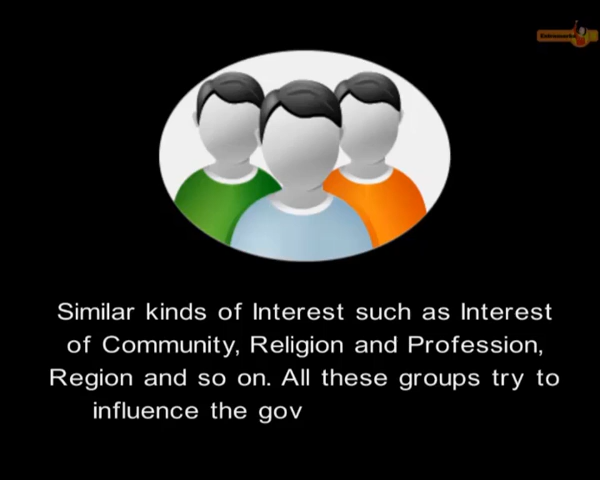 Similar kinds of Interest such as Interest
of Community, Religion and Profession,
Region and so on. All these groups try to
influence the gov